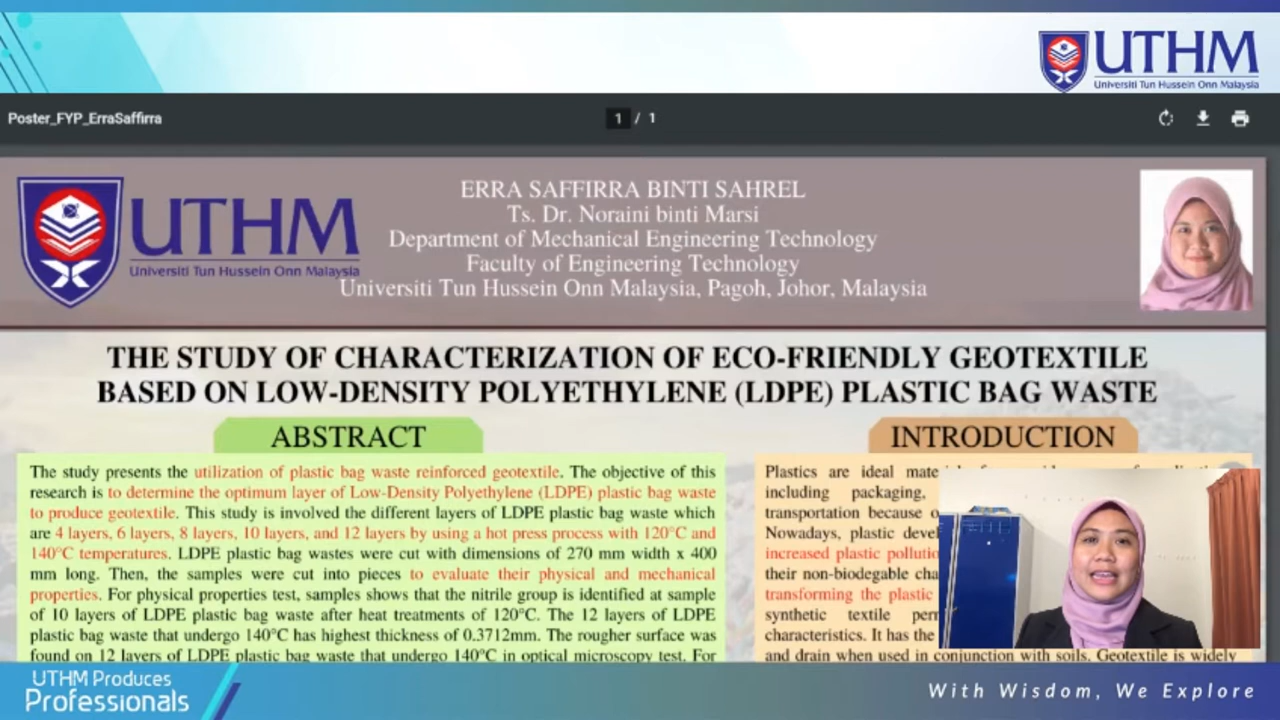 UTHM
Universiti Tun Hussein Onn Malaysia
Poster_FYP_ErraSaffirra
1 / 1
UTHM
Universiti Tun Hussein Onn Malaysia
ERRA SAFFIRRA BINTI SAHREL
Ts. Dr. Noraini binti Marsi
Department of Mechanical Engineering Technology
Faculty of Engineering Technology
Universiti Tun Hussein Onn Malaysia, Pagoh, Johor, Malaysia
THE STUDY OF CHARACTERIZATION OF ECO-FRIENDLY GEOTEXTILE
BASED ON LOW-DENSITY POLYETHYLENE (LDPE) PLASTIC BAG WASTE
ABSTRACT
The study presents the utilization of plastic bag waste reinforced geotextile. The objective of this
research is to determine the optimum layer of Low-Density Polyethylene (LDPE) plastic bag waste
to produce geotextile. This study is involved the different layers of LDPE plastic bag waste which
are 4 layers, 6 layers, 8 layers, 10 layers, and 12 layers by using a hot press process with 120°C and
140°C temperatures. LDPE plastic bag wastes were cut with dimensions of 270 mm width x 400
mm long. Then, the samples were cut into pieces to evaluate their physical and mechanical
properties. For physical properties test, samples shows that the nitrile group is identified at sample
of 10 layers of LDPE plastic bag waste after heat treatments of 120°C. The 12 layers of LDPE
plastic bag waste that undergo 140°C has highest thickness of 0.3712mm. The rougher surface was
found on 12 layers of LDPE plastic bag waste that undergo 140°C in optical microscopy test. For
INTRODUCTION
Plastics are ideal
including packaging,
transportation because
Nowadays, plastic
increased plastic
their non-biodegable
transforming the plastic
synthetic textile
characteristics. It has the
and drain when used in conjunction with soils. Geotextile is widely
UTHM Produces
Professionals
With Wisdom, We Explore